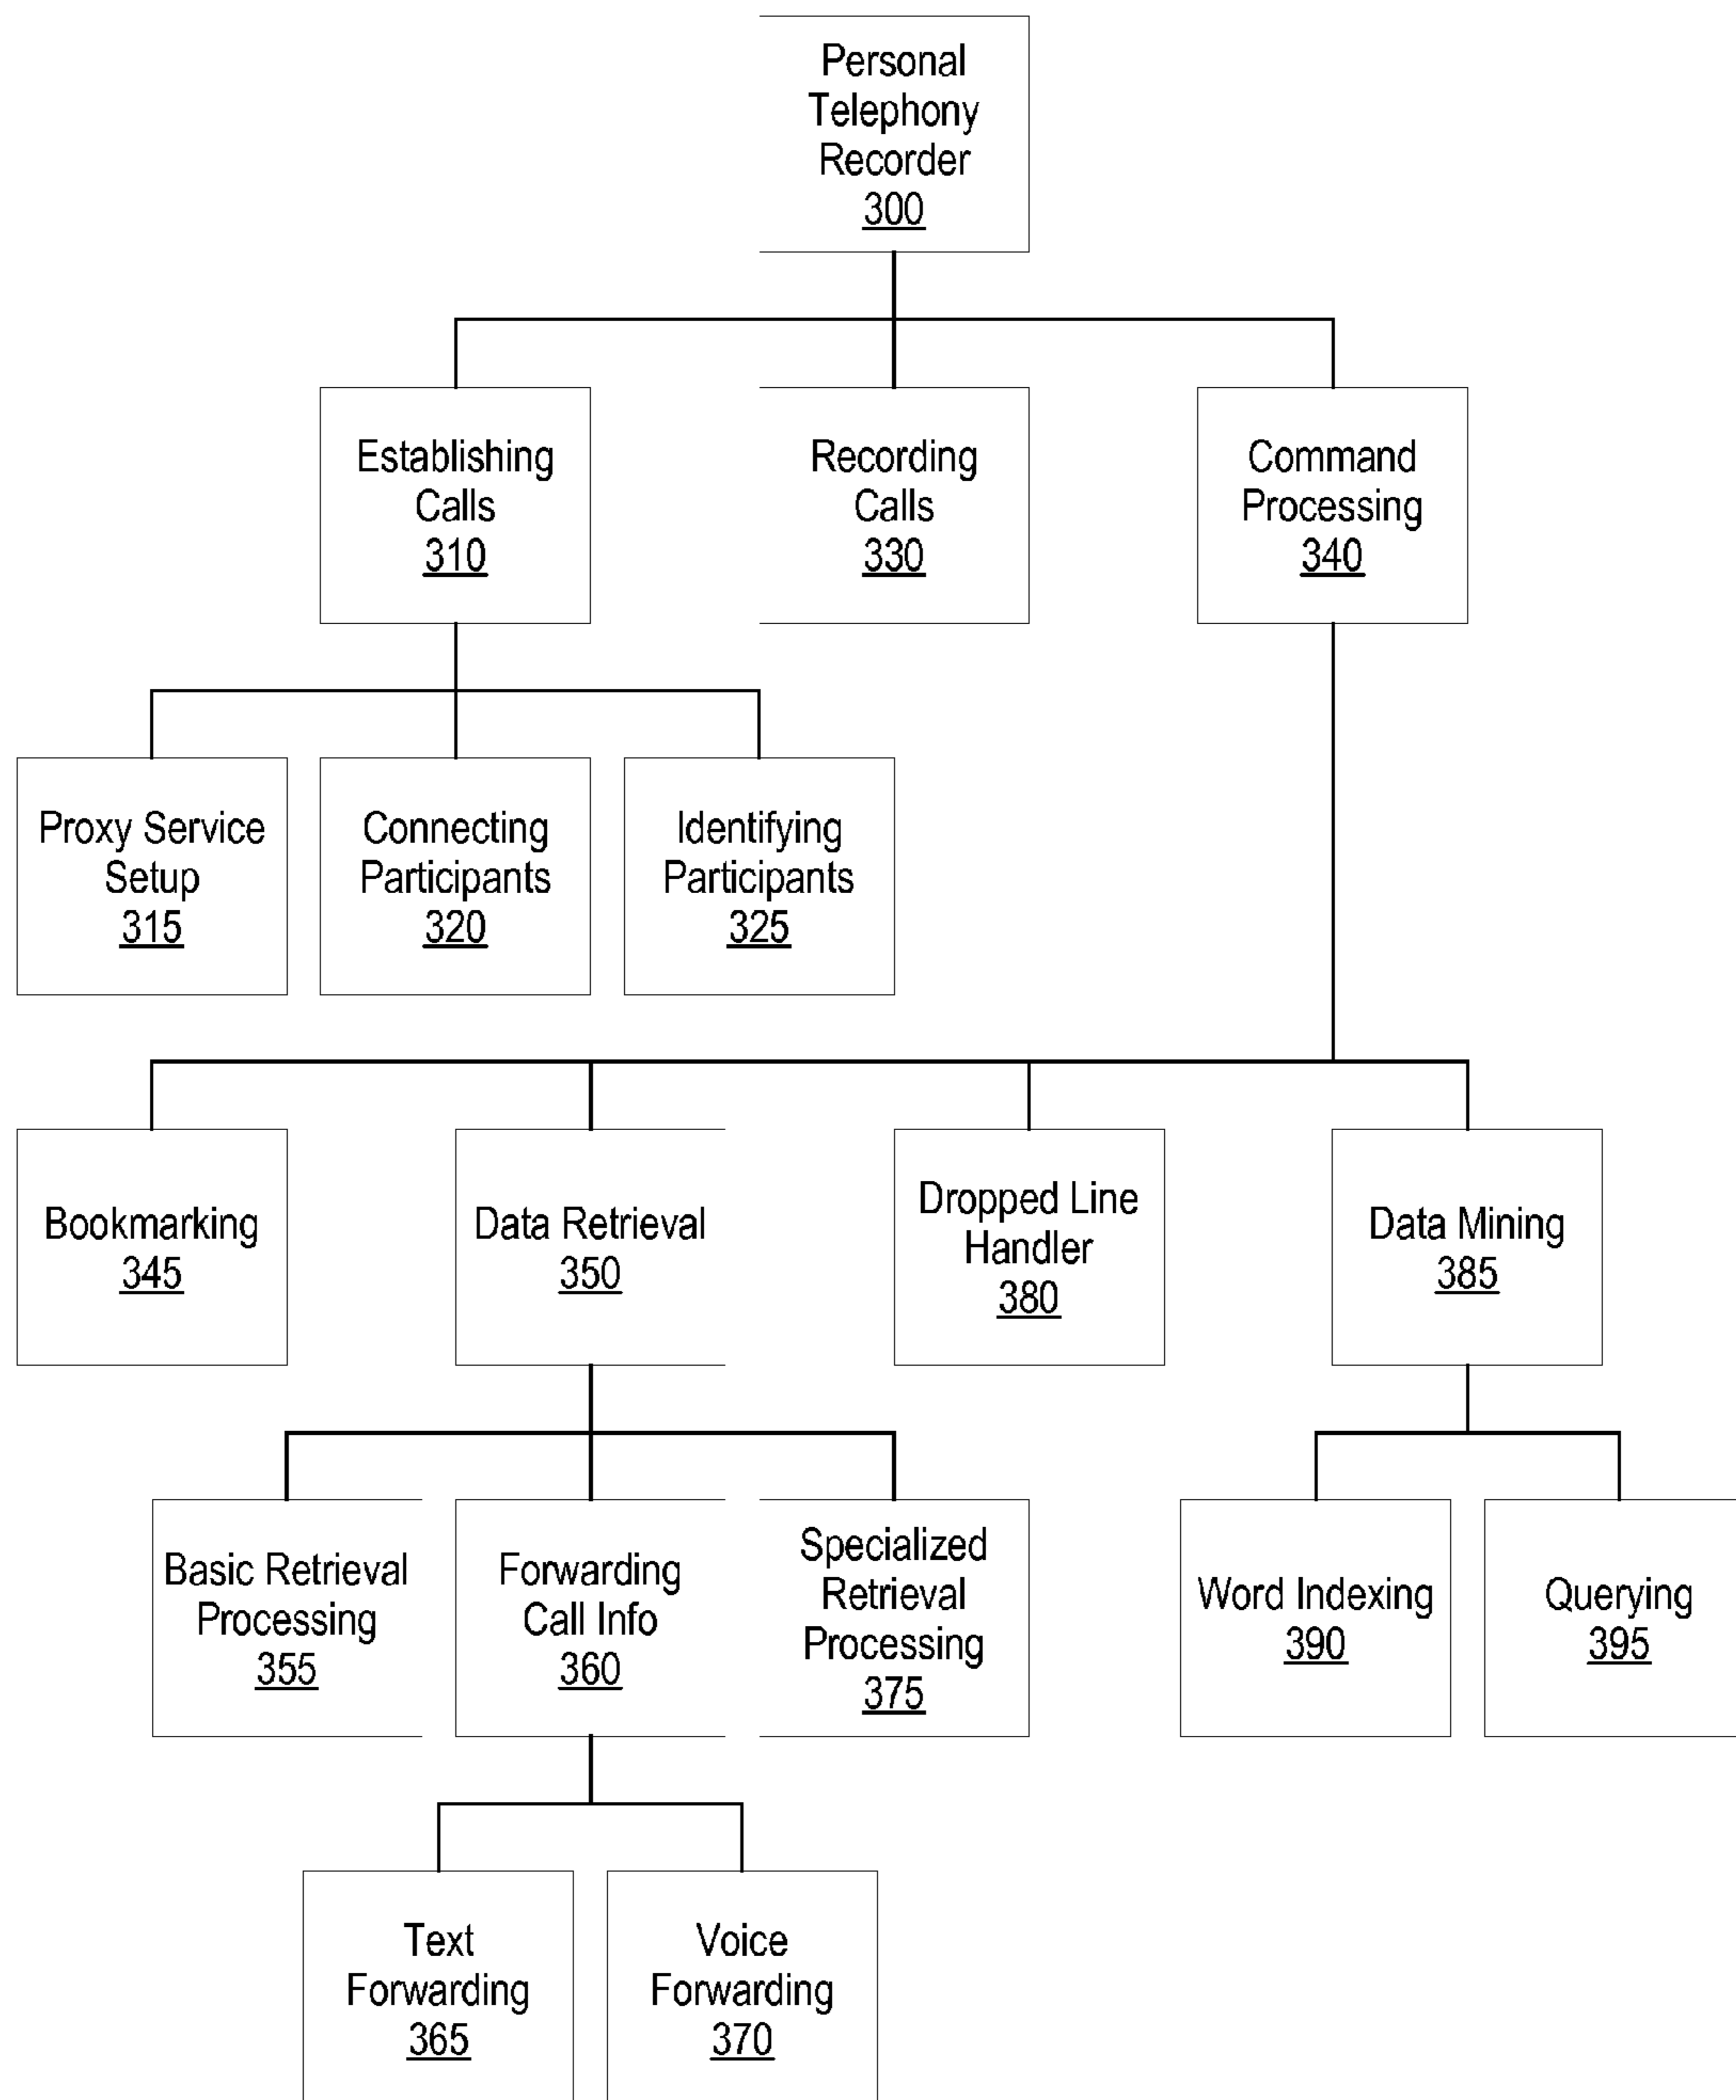 Personal
Telephony
Recorder
300
Establishing
Calls
310
Recording
Calls
330
Command
Processing
340
Proxy Service
Setup
315
Connecting
Participants
320
Identifying
Participants
325
Bookmarking
345
Data Retrieval
350
Dropped Line
Handler
380
Data Mining
385
Basic Retrieval
Processing
355
Forwarding
Call Info
360
Specialized
Retrieval
Processing
375
Word Indexing
390
Querying
395
Text
Forwarding
365
Voice
Forwarding
370